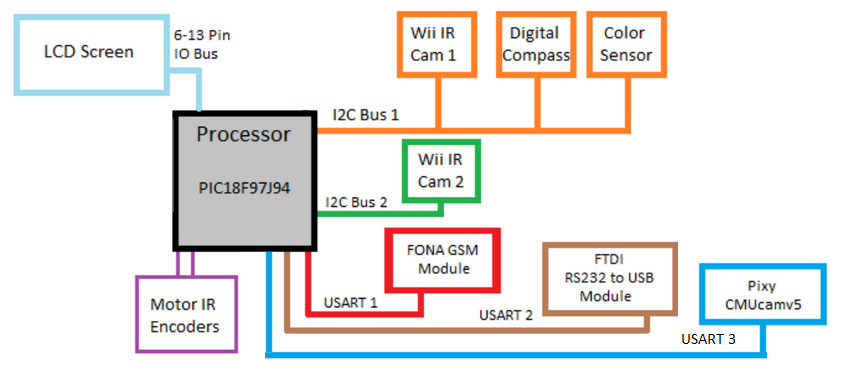 LCD Screen
6-13 Pin
IO Bus
Wii IR
Cam 1
Digital
Compass
Color
Sensor
I2C Bus 1
Processor
PIC18F97J94
Wii IR
Cam 2
I2C Bus 2
FONA GSM
Module
FTDI
RS232 to USB
Module
Pixy
CMUcamv5
Motor IR
Encoders
USART 1
USART 2
USART 3